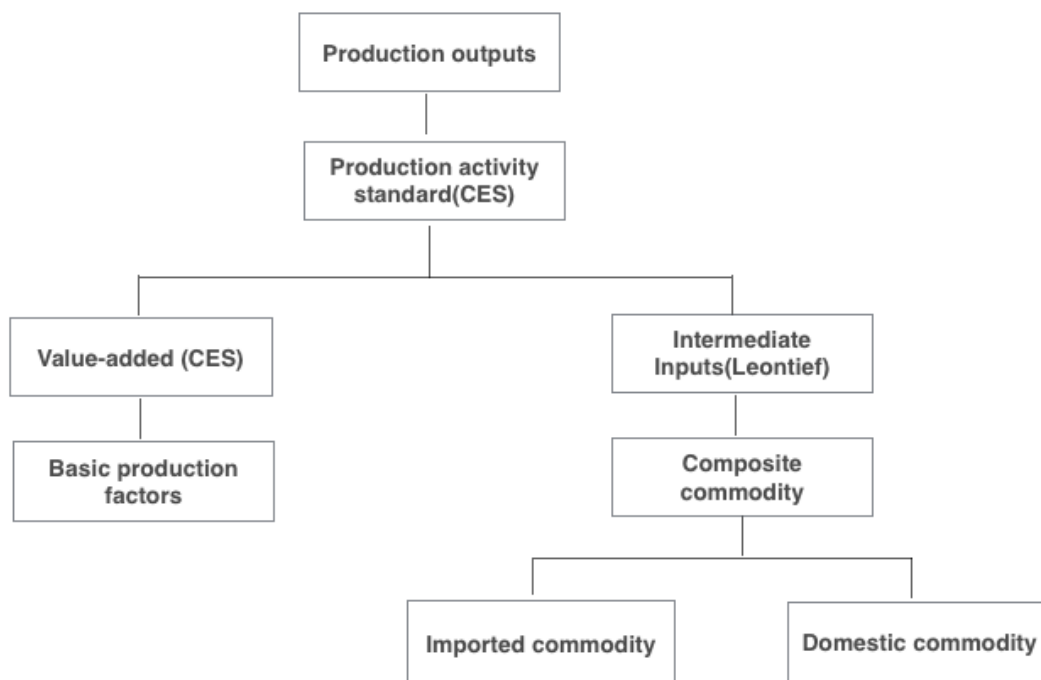 Production outputs
Production activity
standard(CES)
Value-added (CES)
Intermediate
Inputs(Leontief)
Basic production
factors
Composite
commodity
Imported commodity
Domestic commodity